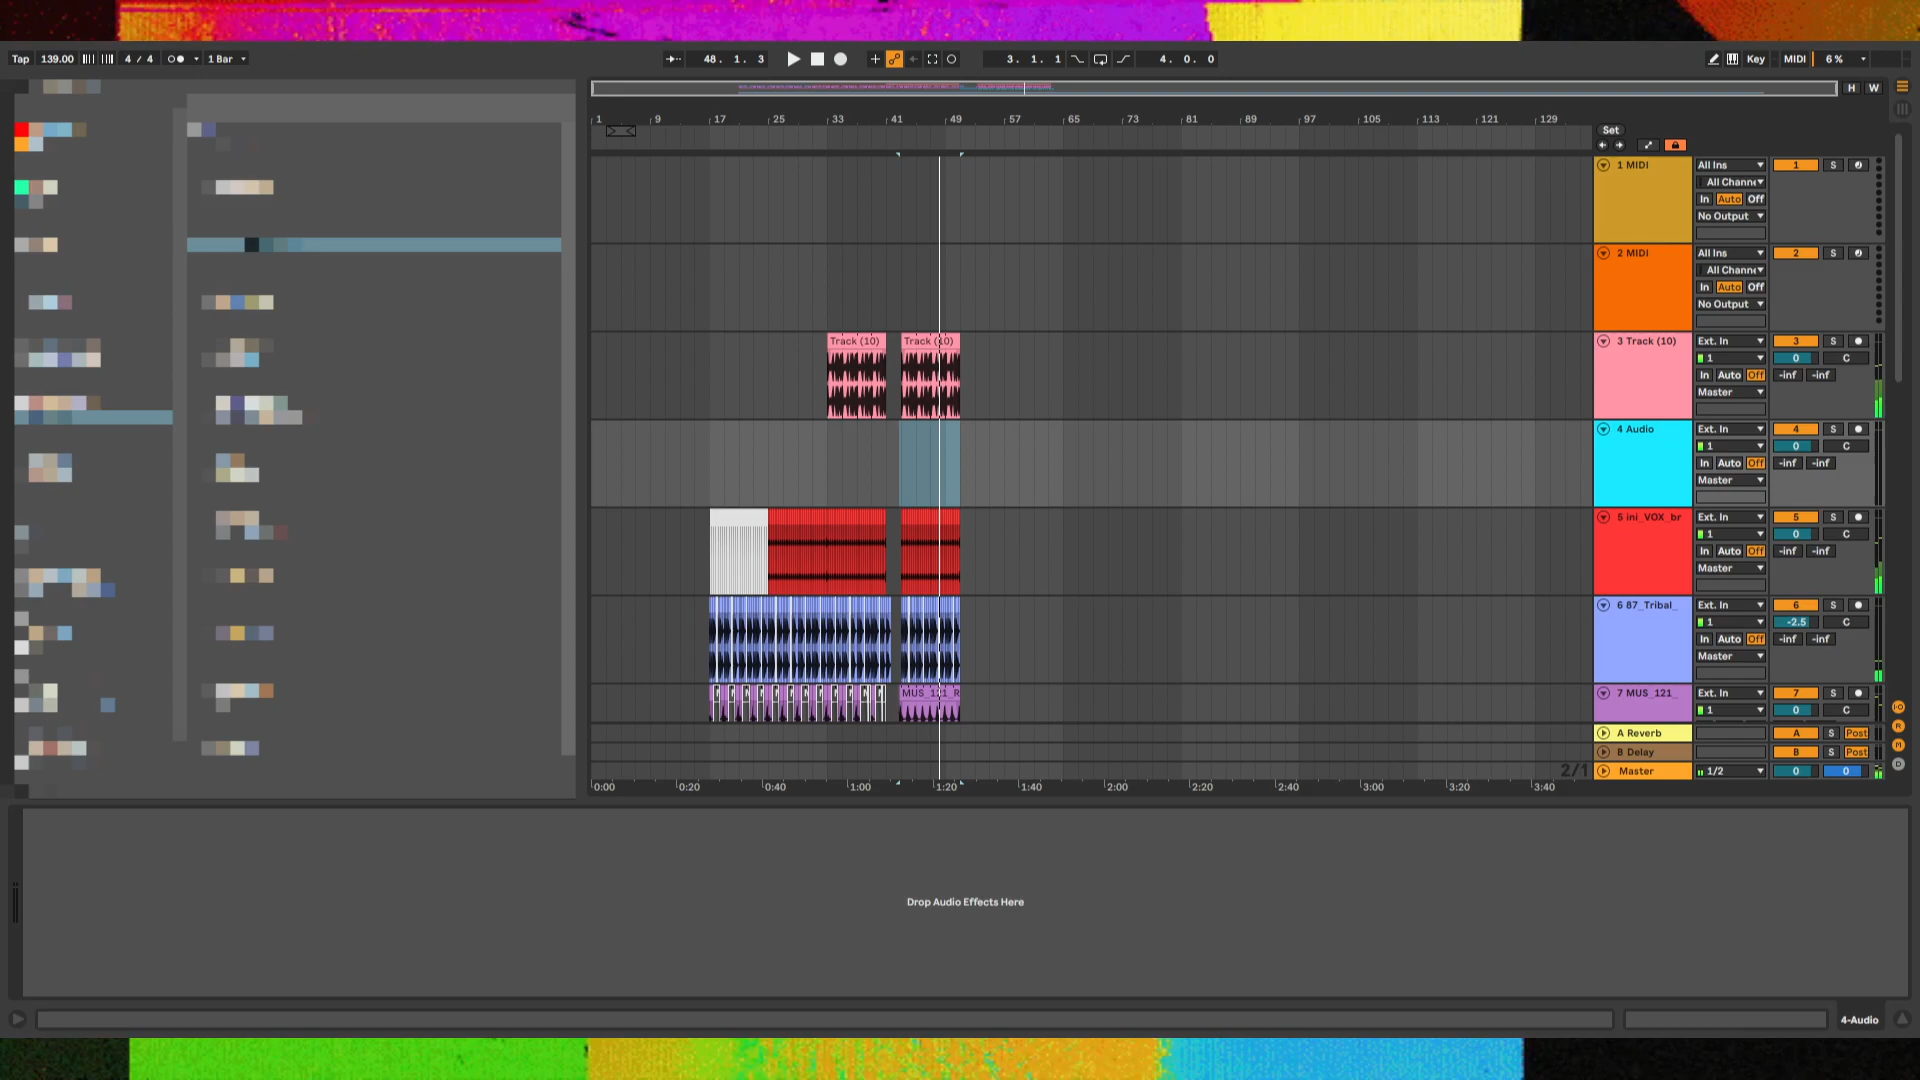 Tap 139.00 4 / 4 1 Bar 48. 1. 3 3. 1. 1 4. 0. 0 Key MIDI 6 %
H W
1 9 17 25 33 41 49 57 65 73 81 89 97 105 113 121 129
Set
1 MIDI All Ins 1 S
All Channe
In Auto Off
No Output
2 MIDI All Ins 2 S
All Channe
In Auto Off
No Output
Track (10) Track (10) 3 Track (10) Ext. In 3 S
1 0 C
In Auto Off -inf -inf
Master
4 Audio Ext. In 4 S
1 0 C
In Auto Off -inf -inf
Master
5 ini_VOX_br Ext. In 5 S
1 0 C
In Auto Off -inf -inf
Master
6 87_Tribal_ Ext. In 6 S
1 -2.5 C
In Auto Off -inf -inf
Master
MUS_121_R 7 MUS_121_ Ext. In 7 S
1 0 C
A Reverb A S Post
B Delay B S Post
2/1 Master 1/2 0 0
0:00 0:20 0:40 1:00 1:20 1:40 2:00 2:20 2:40 3:00 3:20 3:40
I-O
R
M
D
Drop Audio Effects Here
4-Audio